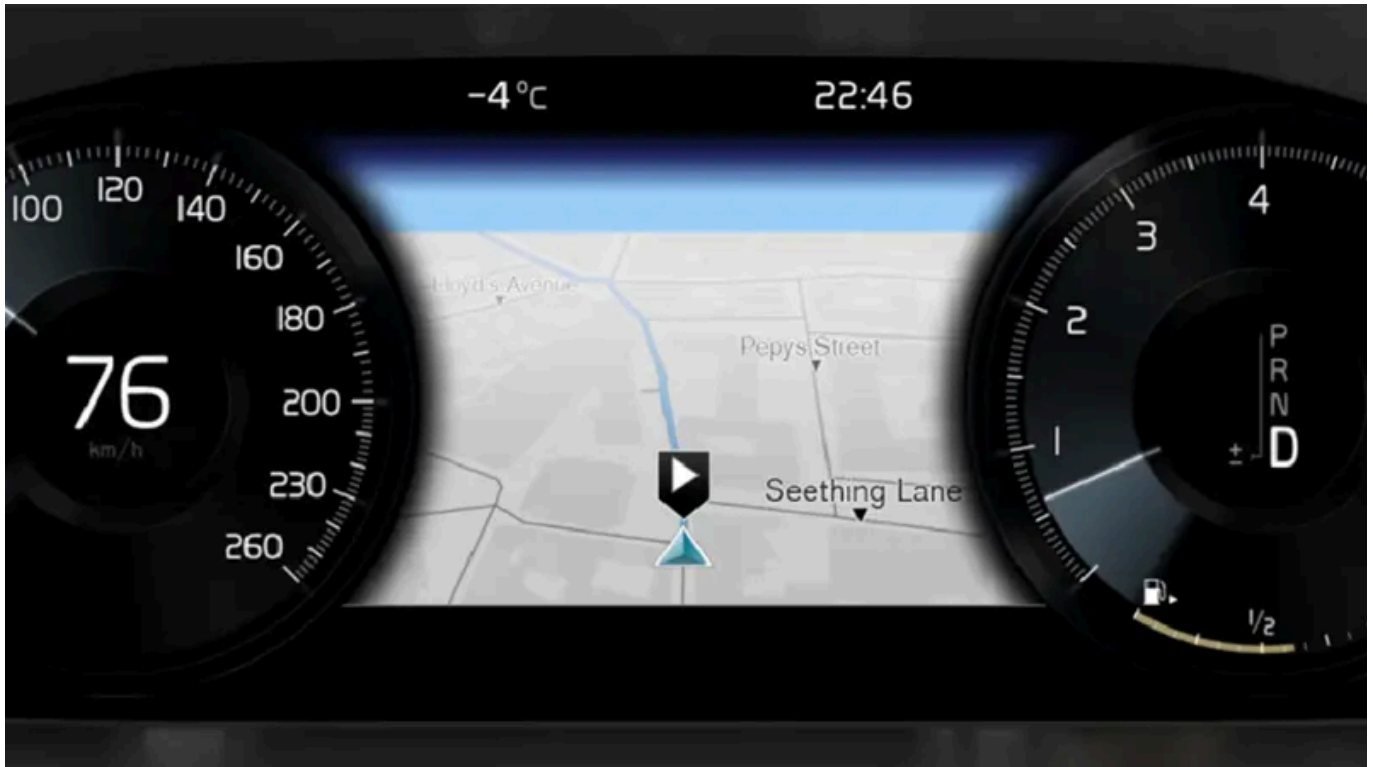 -4°C
22:46
100
120
140
160
180
200
230
260
76
km/h
Lloyd's Avenue
Pepys Street
Seething Lane
4
3
2
1
P
R
N
± D
1/2